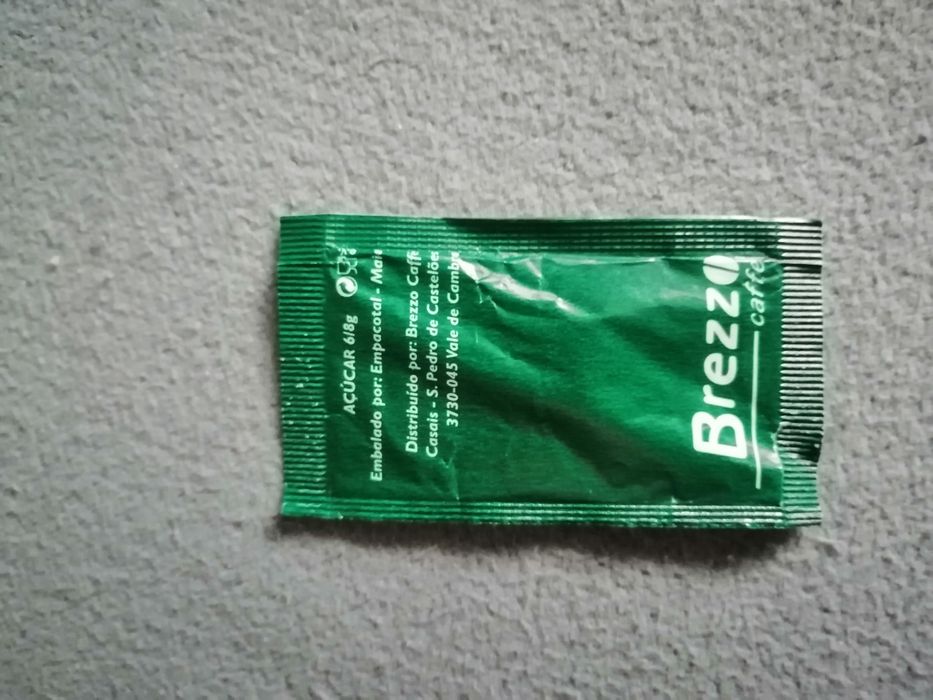 AÇÚCAR 6/8g
Embalado por: Empacotal - Maia
Distribuido por: Brezzo Caffé
Casais - S. Pedro de Castelões
3730-045 Vale de Cambra
Brezzo
caffé